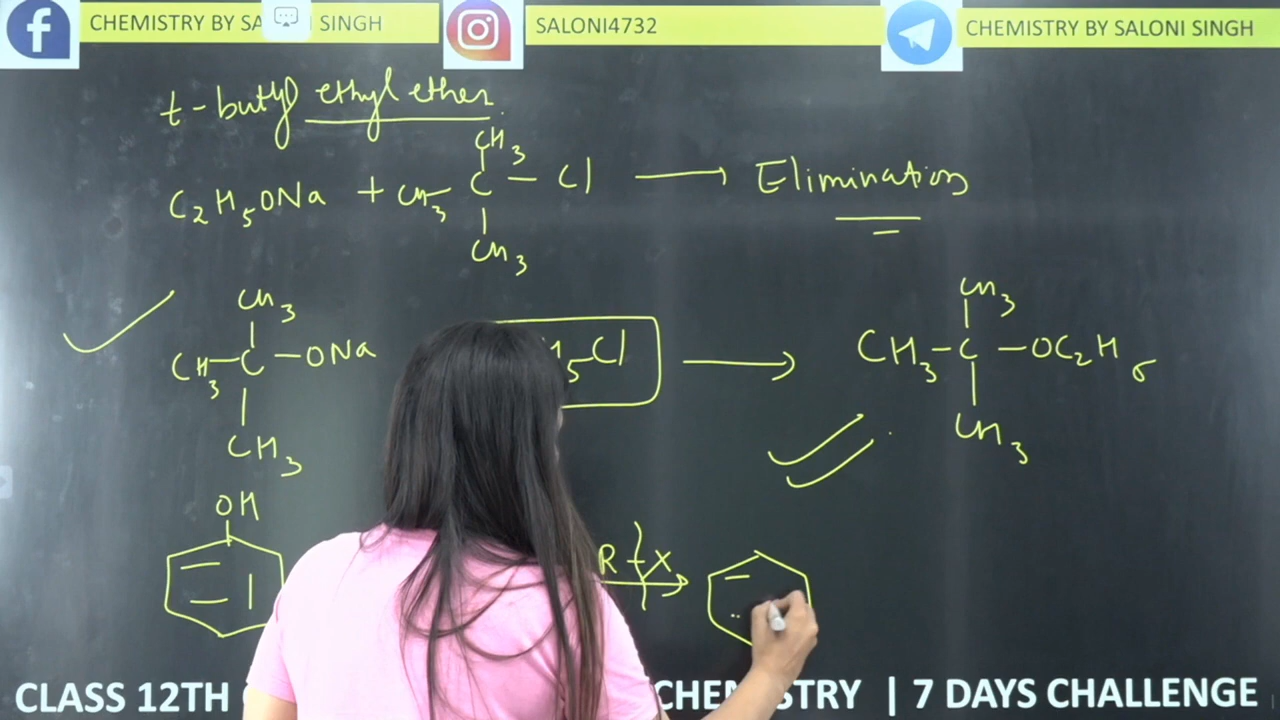 CHEMISTRY BY SA SINGH
SALONI4732
CHEMISTRY BY SALONI SINGH
t-butyl ethyl ether.
CH3
C2H5ONa + CH3 C - Cl → Elimination
CH3
CH3
CH3
CH3-C-ONa
5Cl → CH3-C-OC2H5
CH3
CH3
OH
R-X
CLASS 12TH CHEMISTRY | 7 DAYS CHALLENGE